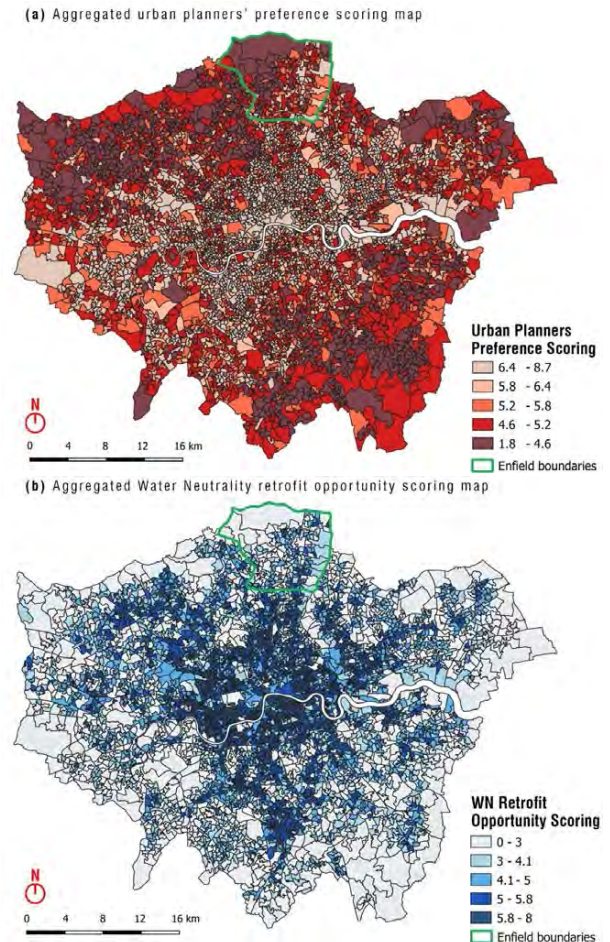 (a) Aggregated urban planners' preference scoring map
Urban Planners
Preference Scoring
6.4 - 8.7
5.8 - 6.4
5.2 - 5.8
4.6 - 5.2
1.8 - 4.6
Enfield boundaries
N
0 4 8 12 16 km
(b) Aggregated Water Neutrality retrofit opportunity scoring map
WN Retrofit
Opportunity Scoring
0 - 3
3 - 4.1
4.1 - 5
5 - 5.8
5.8 - 8
Enfield boundaries
N
0 4 8 12 16 km